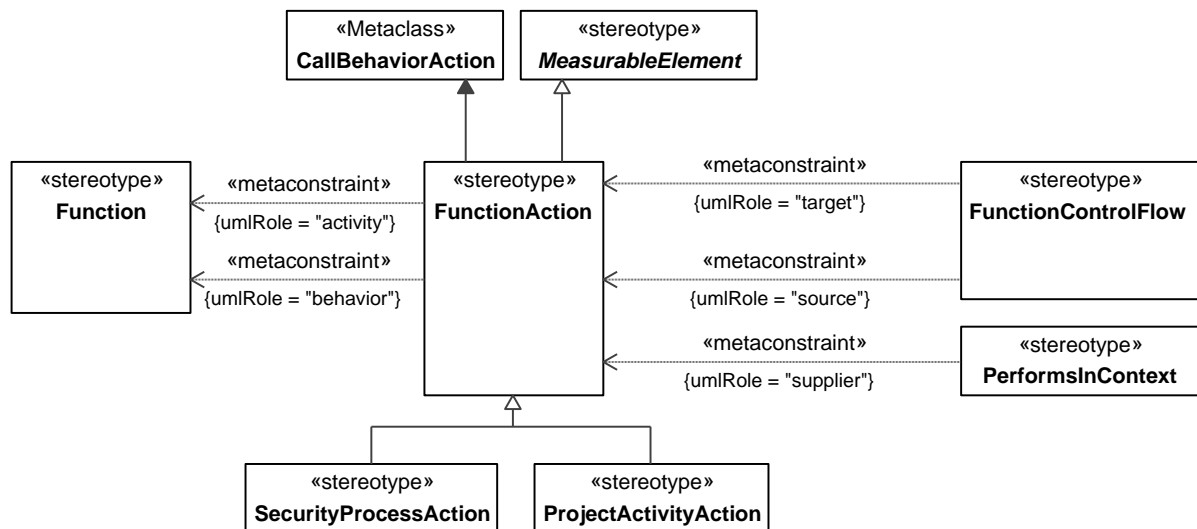 «Metaclass»
CallBehaviorAction
«stereotype»
MeasurableElement
«stereotype»
Function
«metaconstraint»
{umlRole = "activity"}
«metaconstraint»
{umlRole = "behavior"}
«stereotype»
FunctionAction
«metaconstraint»
{umlRole = "target"}
«metaconstraint»
{umlRole = "source"}
«metaconstraint»
{umlRole = "supplier"}
«stereotype»
FunctionControlFlow
«stereotype»
PerformsInContext
«stereotype»
SecurityProcessAction
«stereotype»
ProjectActivityAction